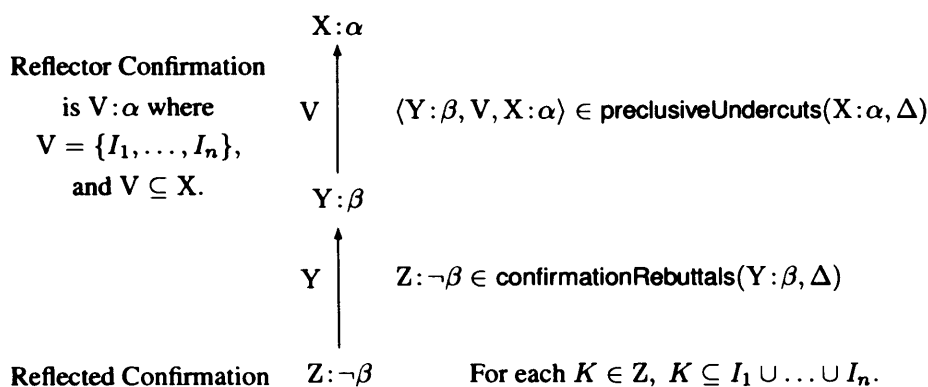 X:α
Reflector Confirmation
is V:α where
V = {I₁, . . . , Iₙ},
and V ⊆ X.
V
⟨Y:β, V, X:α⟩ ∈ preclusiveUndercuts(X:α, Δ)
Y:β
Y
Z:¬β ∈ confirmationRebuttals(Y:β, Δ)
Reflected Confirmation Z:¬β For each K ∈ Z, K ⊆ I₁ ∪ . . . ∪ Iₙ.